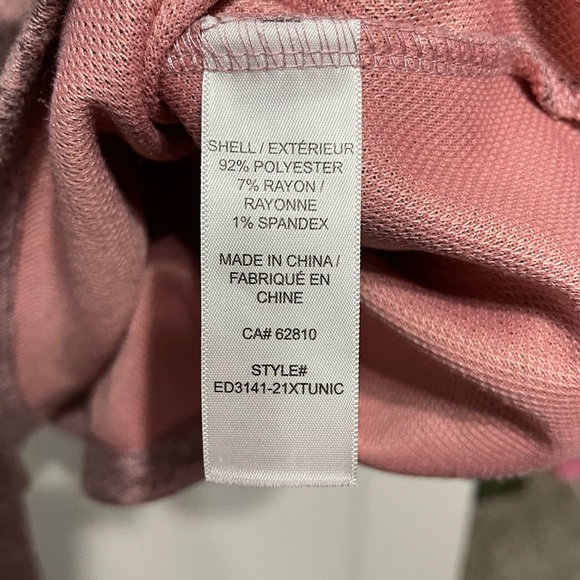 SHELL / EXTÉRIEUR
92% POLYESTER
7% RAYON /
RAYONNE
1% SPANDEX
MADE IN CHINA /
FABRIQUÉ EN
CHINE
CA# 62810
STYLE#
ED3141-21XTUNIC